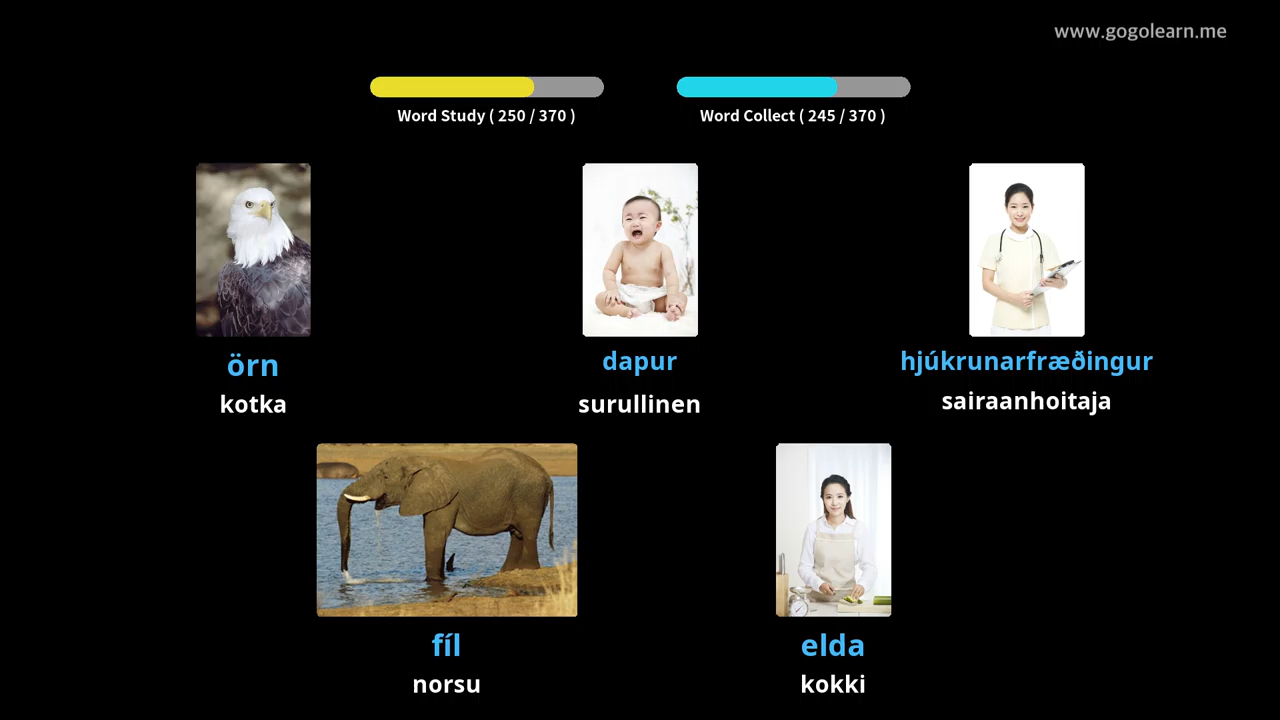 www.gogolearn.me
Word Study ( 250 / 370 )
Word Collect ( 245 / 370 )
örn
kotka
dapur
surullinen
hjúkrunarfræðingur
sairaanhoitaja
fíl
norsu
elda
kokki